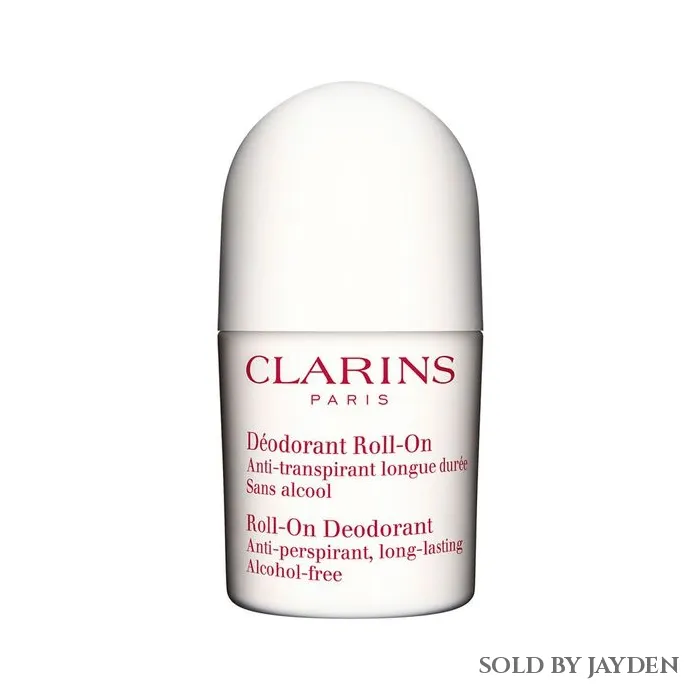 CLARINS
PARIS
Déodorant Roll-On
Anti-transpirant longue durée
Sans alcool
Roll-On Deodorant
Anti-perspirant, long-lasting
Alcohol-free
SOLD BY JAYDEN